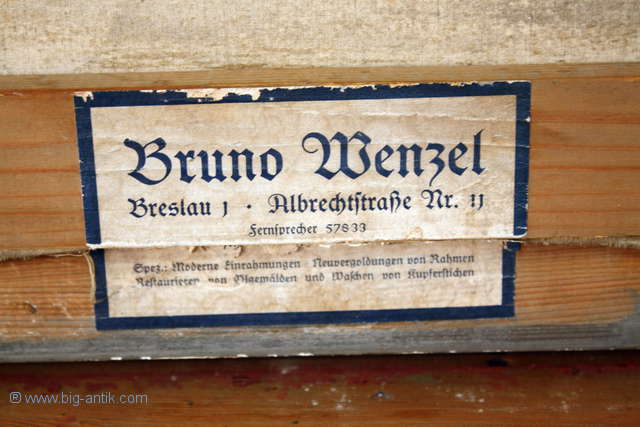 Bruno Wenzel
Breslau 1 · Albrechtstraße Nr. 11
Fernsprecher 57833
Spez.: Moderne Einrahmungen · Neuvergoldungen von Rahmen
Restaurieren von Ölgemälden und Waschen von Kupferstichen
® www.big-antik.com